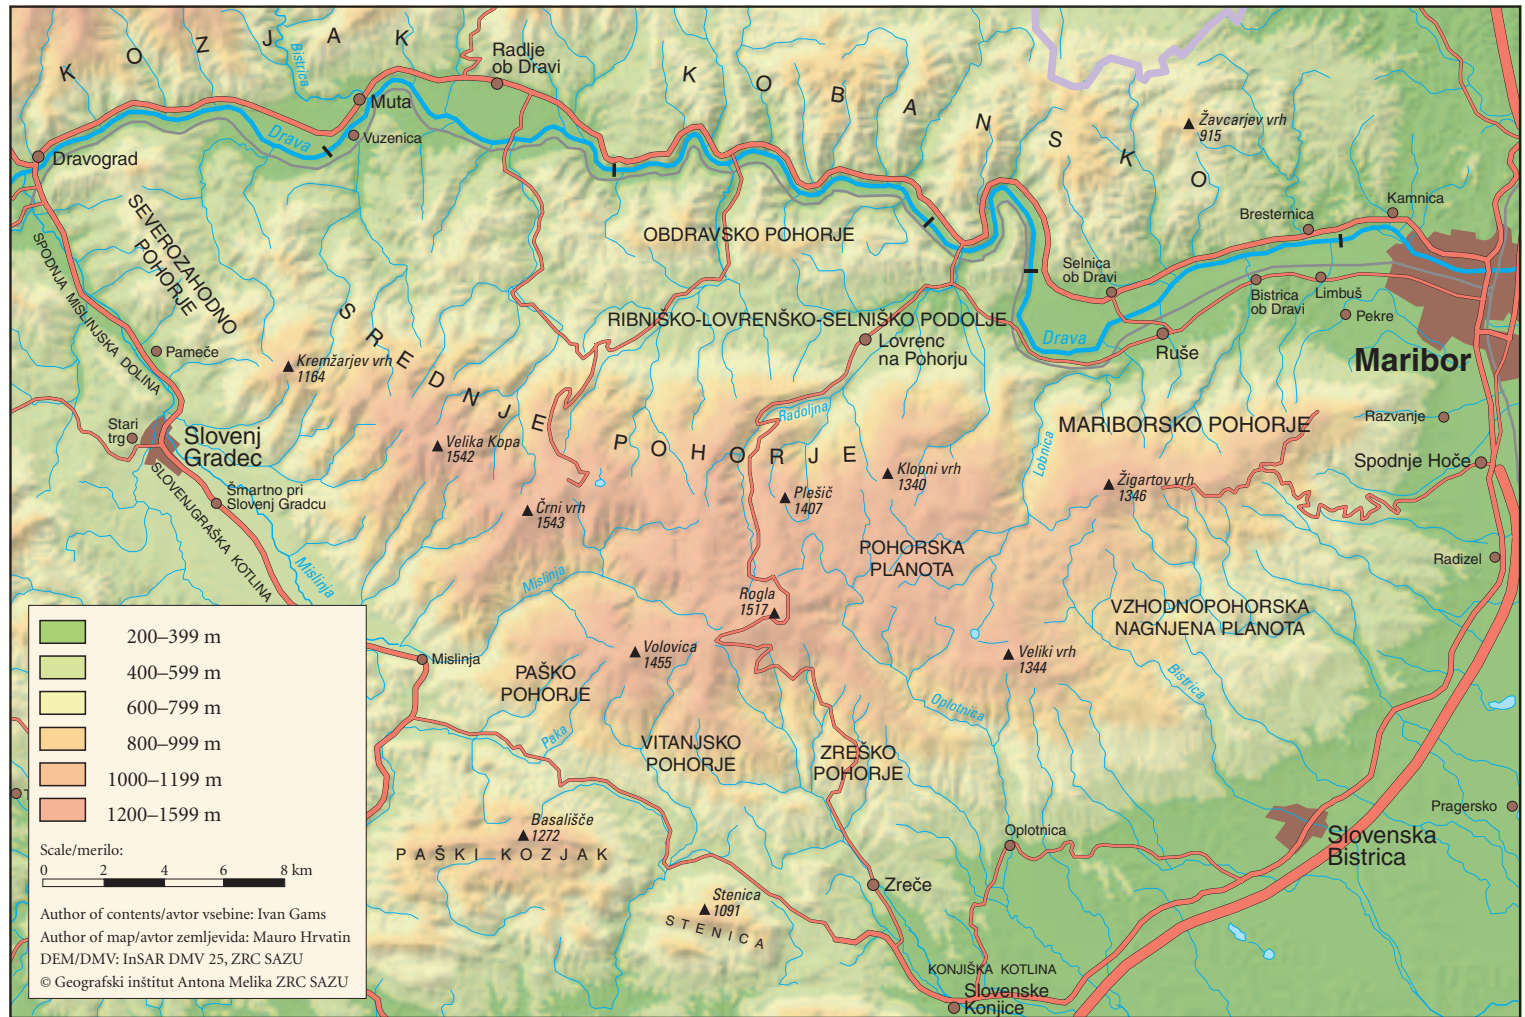 KOZJAK
Bistrica
Radlje
ob Dravi
KOBANSKO
Muta
Vuzenica
Drava
Dravograd
Žavcarjev vrh
915
Kamnica
Bresternica
SEVEROZAHODNO
POHORJE
SPODNJA MISLINJSKA DOLINA
OBDRAVSKO POHORJE
Selnica
ob Dravi
Bistrica
ob Dravi
Limbuš
Pekre
RIBNIŠKO-LOVRENŠKO-SELNIŠKO PODOLJE
Drava
Lovrenc
na Pohorju
Ruše
Maribor
Pameče
Kremžarjev vrh
1164
SREDNJE POHORJE
Radoljna
Stari
trg
Slovenj
Gradec
Velika Kopa
1542
Lobnica
MARIBORSKO POHORJE
Razvanje
Spodnje Hoče
Klopni vrh
1340
Žigartov vrh
1346
Plešič
1407
Šmartno pri
Slovenj Gradcu
SLOVENJGRAŠKA KOTLINA
Črni vrh
1543
POHORSKA
PLANOTA
Radizel
Mislinja
Mislinja
Rogla
1517
VZHODNOPOHORSKA
NAGNJENA PLANOTA
Mislinja
Volovica
1455
Veliki vrh
1344
PAŠKO
POHORJE
Oplotnica
Bistrica
Paka
VITANJSKO
POHORJE
ZREŠKO
POHORJE
Pragersko
Basališče
1272
PAŠKI KOZJAK
Oplotnica
Slovenska
Bistrica
Zreče
Stenica
1091
STENICA
KONJIŠKA KOTLINA
Slovenske
Konjice
200–399 m
400–599 m
600–799 m
800–999 m
1000–1199 m
1200–1599 m
Scale/merilo:
0 2 4 6 8 km
Author of contents/avtor vsebine: Ivan Gams
Author of map/avtor zemljevida: Mauro Hrvatin
DEM/DMV: InSAR DMV 25, ZRC SAZU
© Geografski inštitut Antona Melika ZRC SAZU